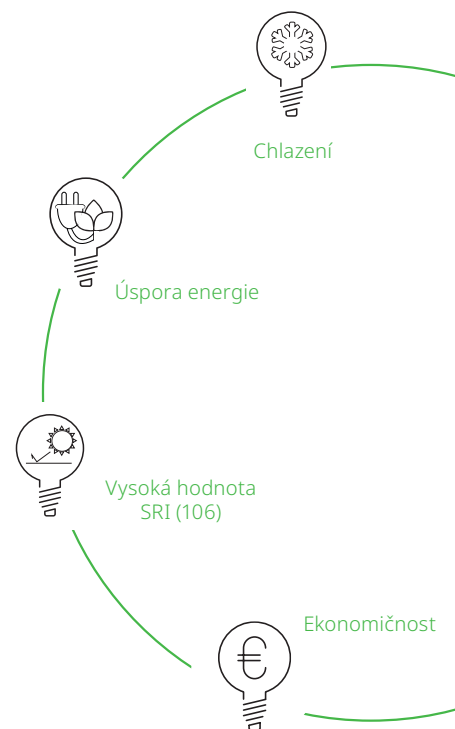 Chlazení
Úspora energie
Vysoká hodnota
SRI (106)
Ekonomičnost
€